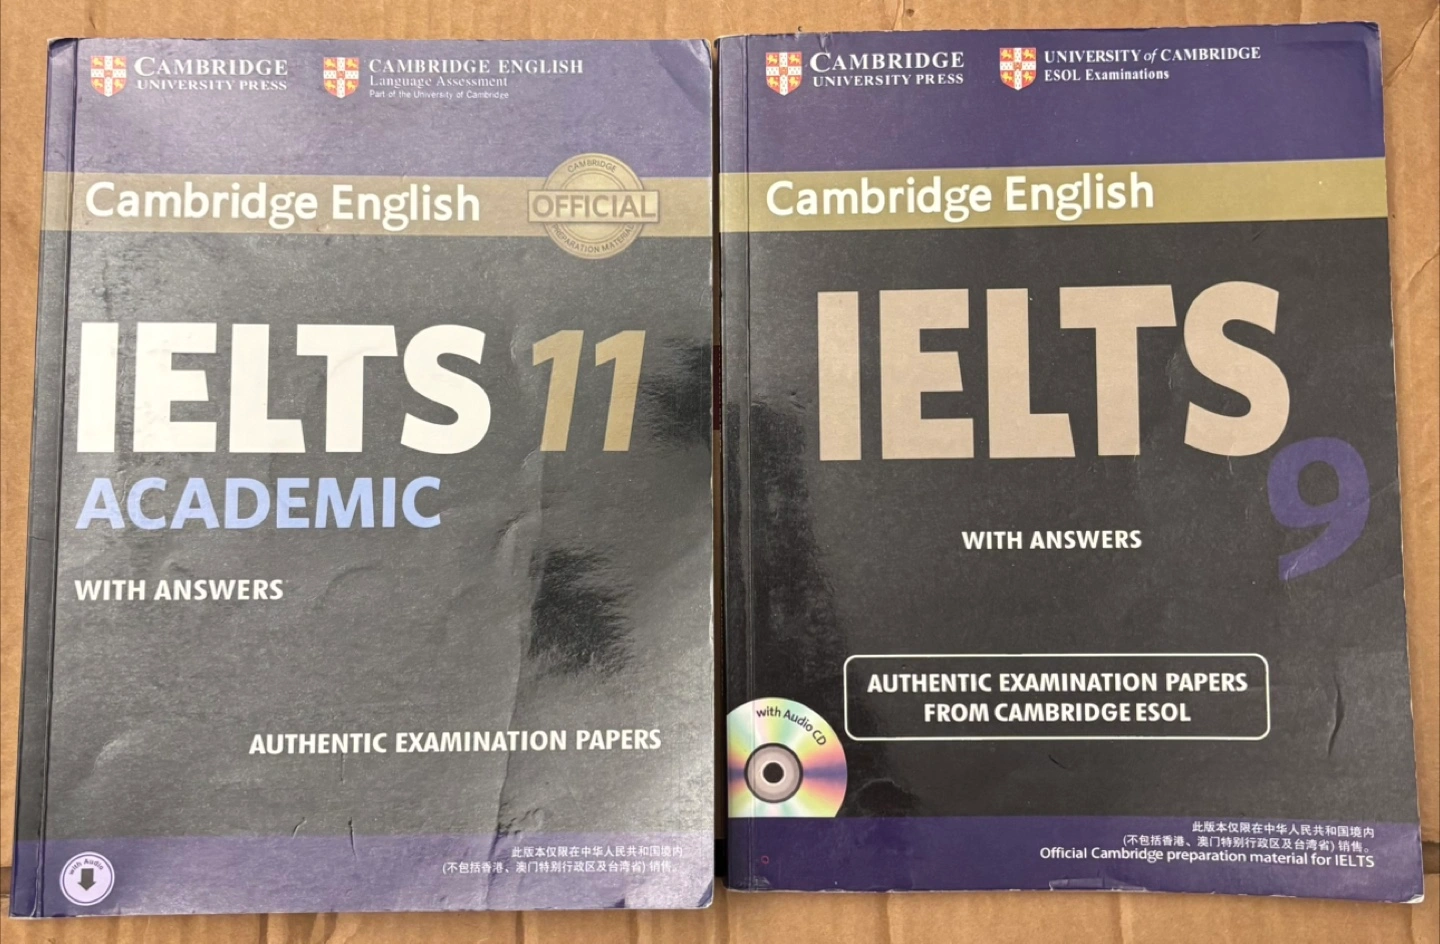 CAMBRIDGE
UNIVERSITY PRESS
CAMBRIDGE ENGLISH
Language Assessment
Part of the University of Cambridge
Cambridge English
CAMBRIDGE
OFFICIAL
PREPARATION MATERIAL
IELTS 11
ACADEMIC
WITH ANSWERS
AUTHENTIC EXAMINATION PAPERS
with Audio
此版本仅限在中华人民共和国境内
(不包括香港、澳门特别行政区及台湾省) 销售。
CAMBRIDGE
UNIVERSITY PRESS
UNIVERSITY of CAMBRIDGE
ESOL Examinations
Cambridge English
IELTS
9
WITH ANSWERS
AUTHENTIC EXAMINATION PAPERS
FROM CAMBRIDGE ESOL
with Audio CD
此版本仅限在中华人民共和国境内
(不包括香港、澳门特别行政区及台湾省) 销售。
Official Cambridge preparation material for IELTS